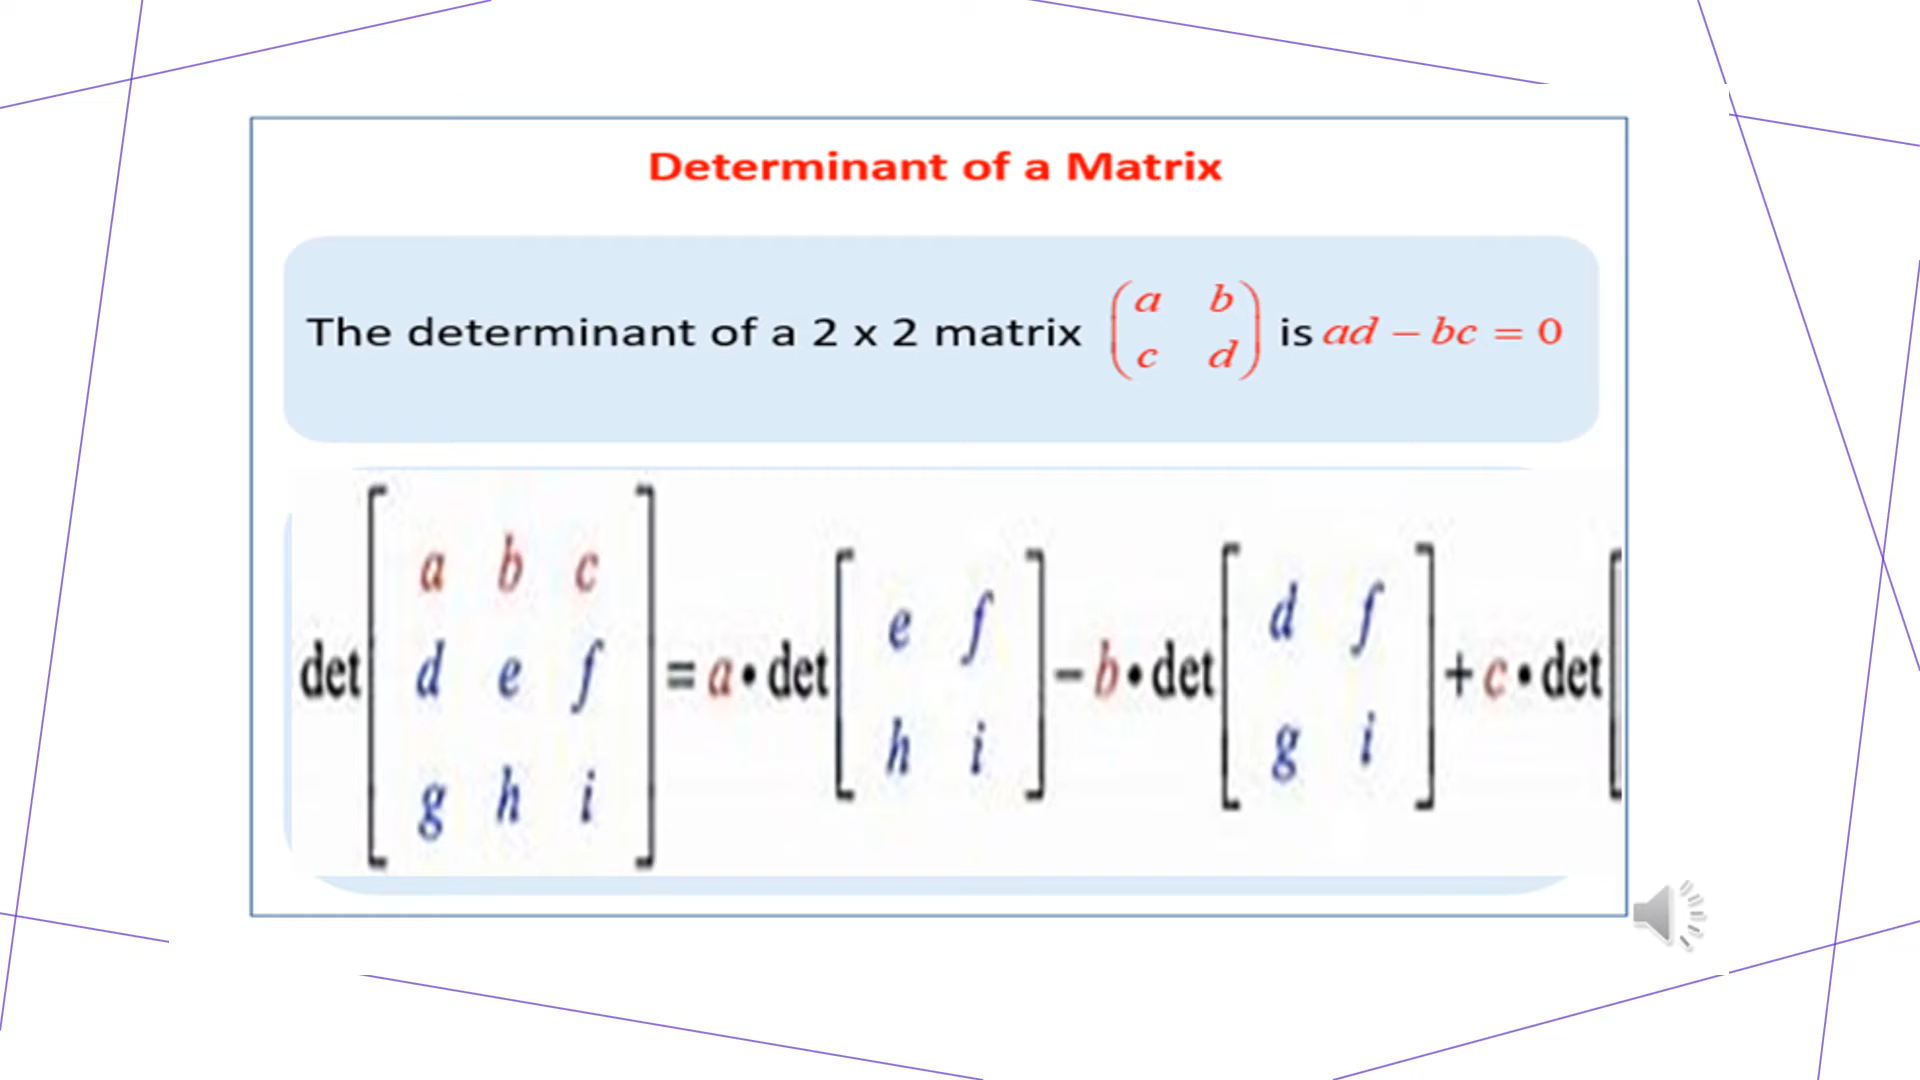 Determinant of a Matrix
The determinant of a 2 x 2 matrix (a b
c d) is ad − bc = 0
det[a b c
d e f
g h i] = a • det[e f
h i] − b • det[d f
g i] + c • det[